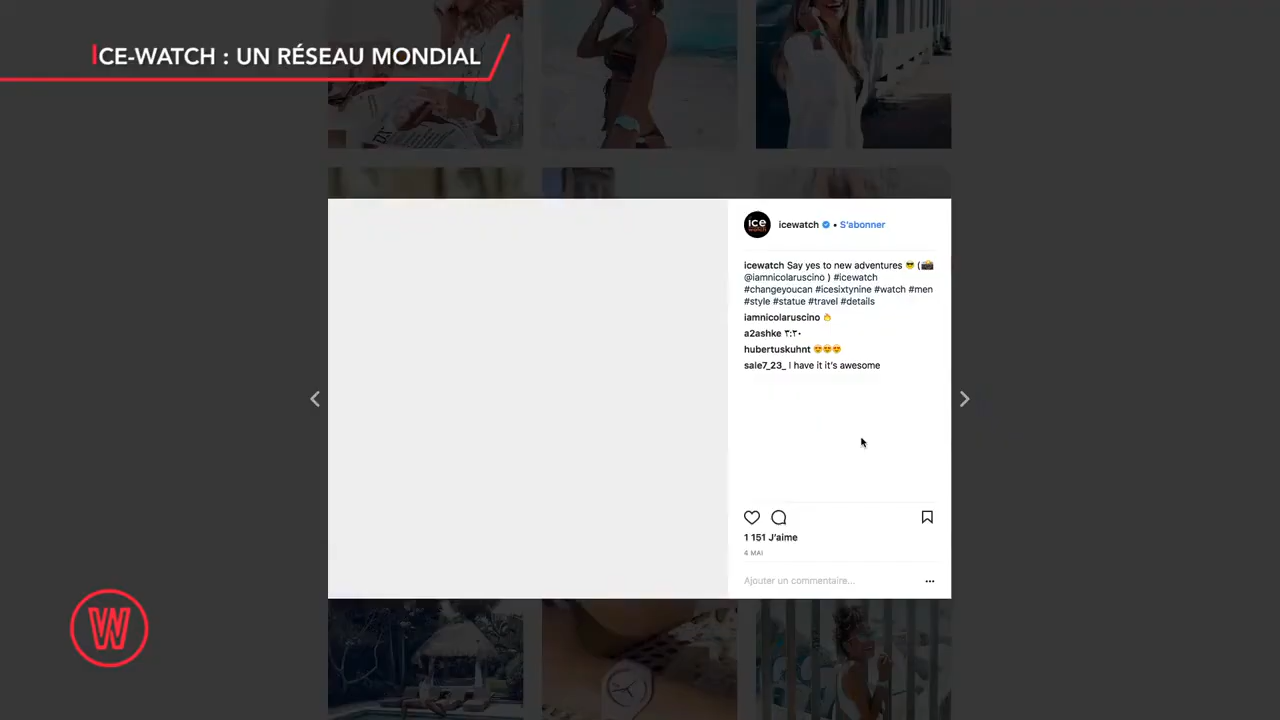 ICE-WATCH : UN RÉSEAU MONDIAL
ice
watch
icewatch • S'abonner
icewatch Say yes to new adventures 😎 (📸
@iamnicolaruscino ) #icewatch
#changeyoucan #icesixtynine #watch #men
#style #statue #travel #details
iamnicolaruscino 👌
a2ashke ٣:٣٠
hubertuskuhnt 😍😍😍
sale7_23_ I have it it's awesome
1 151 J'aime
4 MAI
Ajouter un commentaire...
W